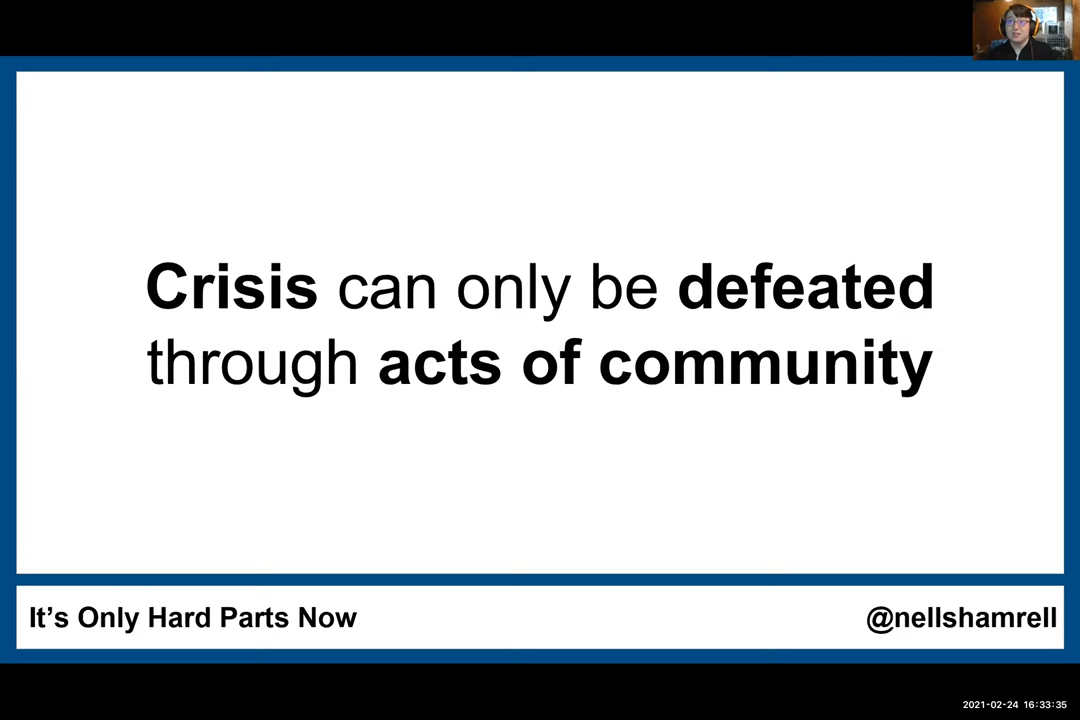 Crisis can only be defeated
through acts of community
It’s Only Hard Parts Now
@nellshamrell
2021-02-24 16:33:35